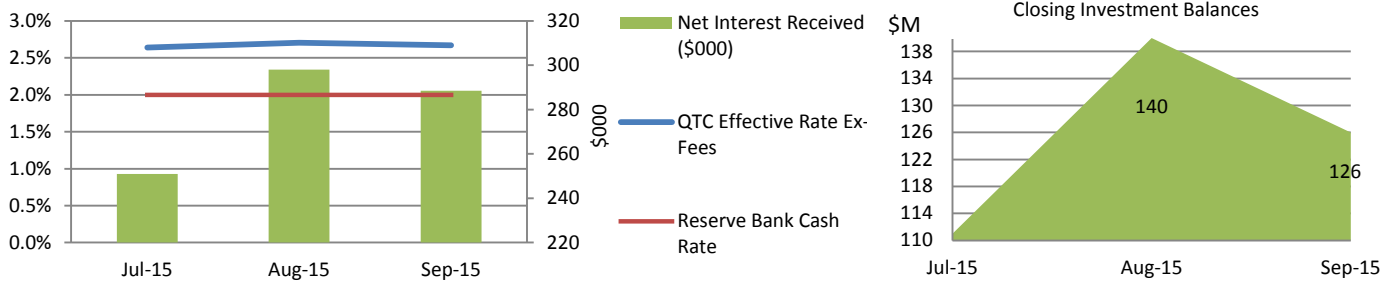 3.0%
2.5%
2.0%
1.5%
1.0%
0.5%
0.0%
320
300
280
260
240
220
$000
Jul-15
Aug-15
Sep-15
Net Interest Received
($000)
QTC Effective Rate Ex-
Fees
Reserve Bank Cash
Rate
Closing Investment Balances
$M
138
134
130
126
122
118
114
110
140
126
Jul-15
Aug-15
Sep-15